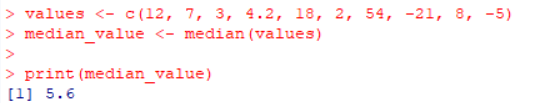 > values <- c(12, 7, 3, 4.2, 18, 2, 54, -21, 8, -5)
> median_value <- median(values)
>
> print(median_value)
[1] 5.6